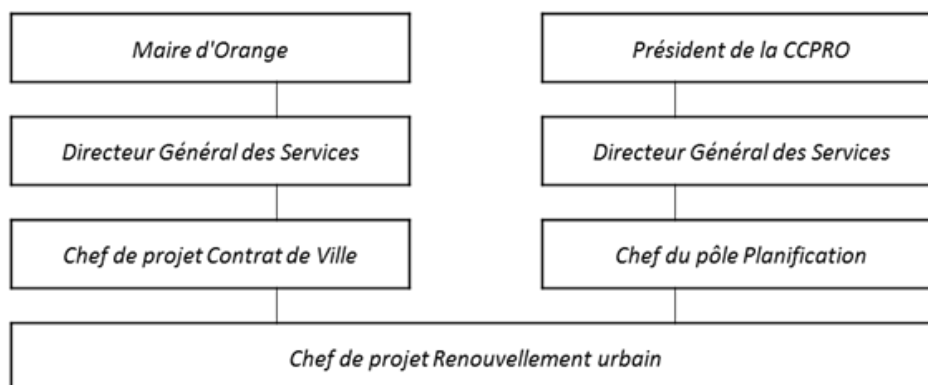 Maire d'Orange
Président de la CCPRO
Directeur Général des Services
Directeur Général des Services
Chef de projet Contrat de Ville
Chef du pôle Planification
Chef de projet Renouvellement urbain